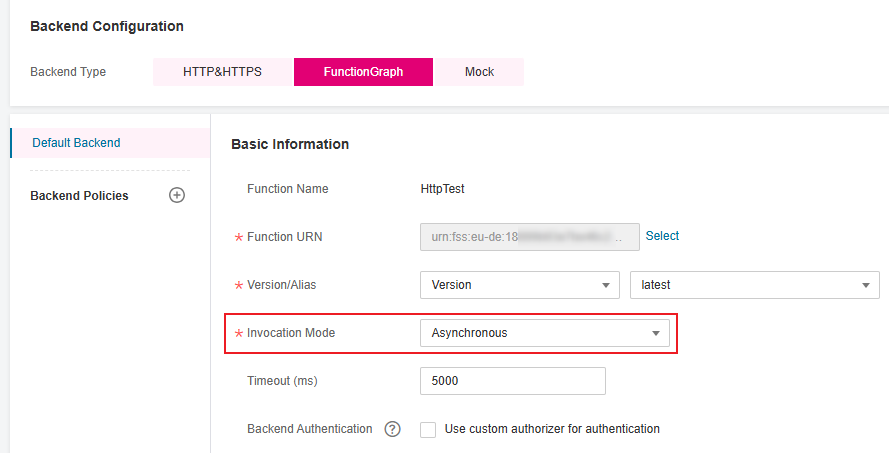 Backend Configuration
Backend Type HTTP&HTTPS FunctionGraph Mock
Default Backend
Backend Policies
Basic Information
Function Name HttpTest
* Function URN urn:fss:eu-de:18 ... Select
* Version/Alias Version latest
* Invocation Mode Asynchronous
Timeout (ms) 5000
Backend Authentication ? Use custom authorizer for authentication